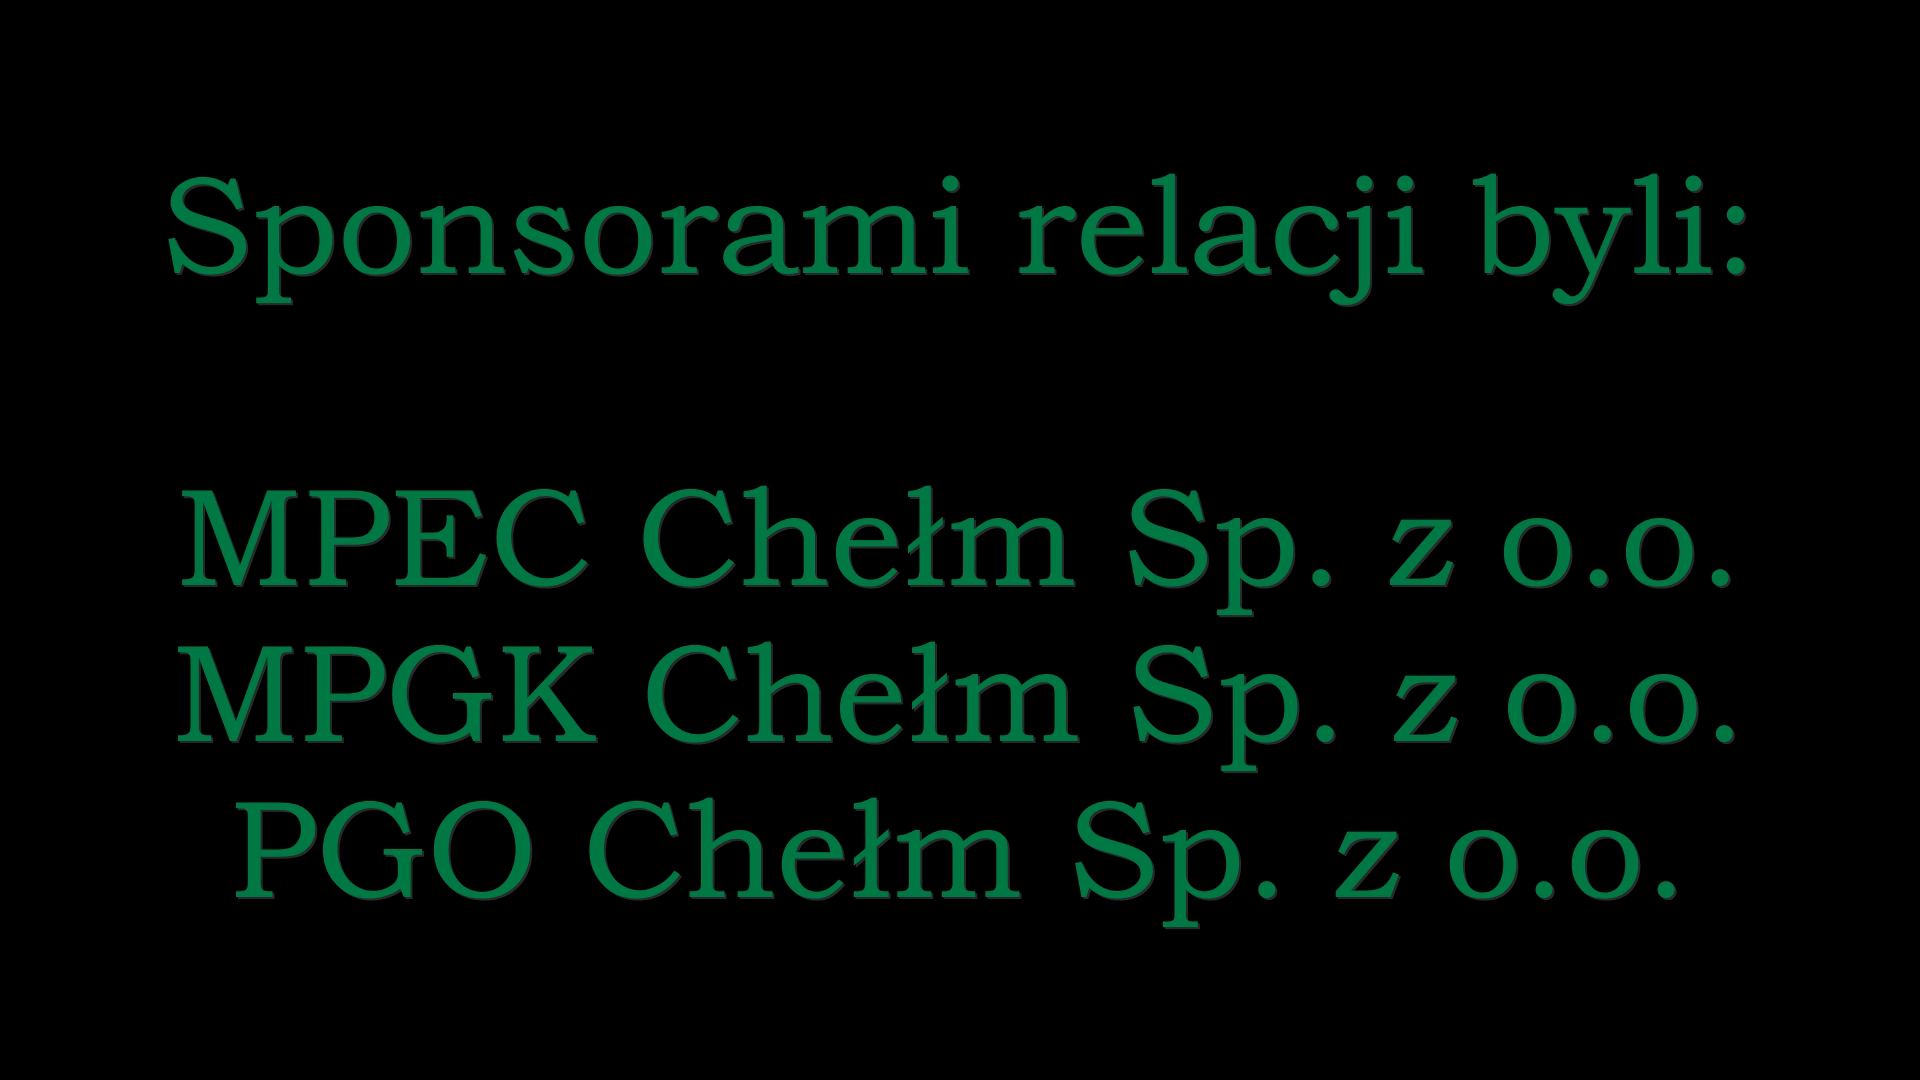 Sponsorami relacji byli:
MPEC Chełm Sp. z o.o.
MPGK Chełm Sp. z o.o.
PGO Chełm Sp. z o.o.